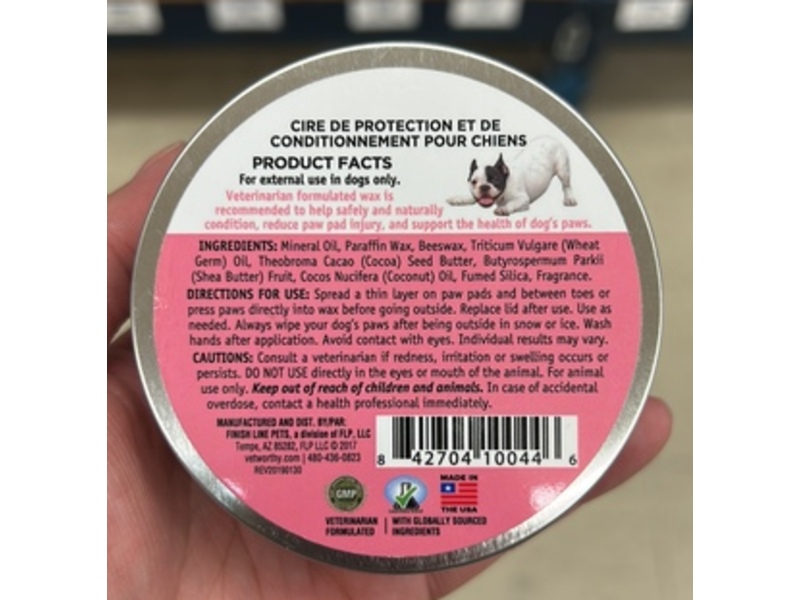 CIRE DE PROTECTION ET DE
CONDITIONNEMENT POUR CHIENS
PRODUCT FACTS
For external use in dogs only.
Veterinarian formulated wax is
recommended to help safely and naturally
condition, reduce paw pad injury, and support the health of dog's paws.
INGREDIENTS: Mineral Oil, Paraffin Wax, Beeswax, Triticum Vulgare (Wheat
Germ) Oil, Theobroma Cacao (Cocoa) Seed Butter, Butyrospermum Parkii
(Shea Butter) Fruit, Cocos Nucifera (Coconut) Oil, Fumed Silica, Fragrance.
DIRECTIONS FOR USE: Spread a thin layer on paw pads and between toes or
press paws directly into wax before going outside. Replace lid after use. Use as
needed. Always wipe your dog's paws after being outside in snow or ice. Wash
hands after application. Avoid contact with eyes. Individual results may vary.
CAUTIONS: Consult a veterinarian if redness, irritation or swelling occurs or
persists. DO NOT USE directly in the eyes or mouth of the animal. For animal
use only. Keep out of reach of children and animals. In case of accidental
overdose, contact a health professional immediately.
MANUFACTURED AND DIST. BY/PAR:
FINISH LINE PETS, a division of FLP, LLC
Tempe, AZ 85282, FLP LLC © 2017
vetworthy.com | 480-436-0823
REV20190130
8 42704 10044 6
GMP
MADE IN
THE USA
VETERINARIAN
FORMULATED
WITH GLOBALLY SOURCED
INGREDIENTS